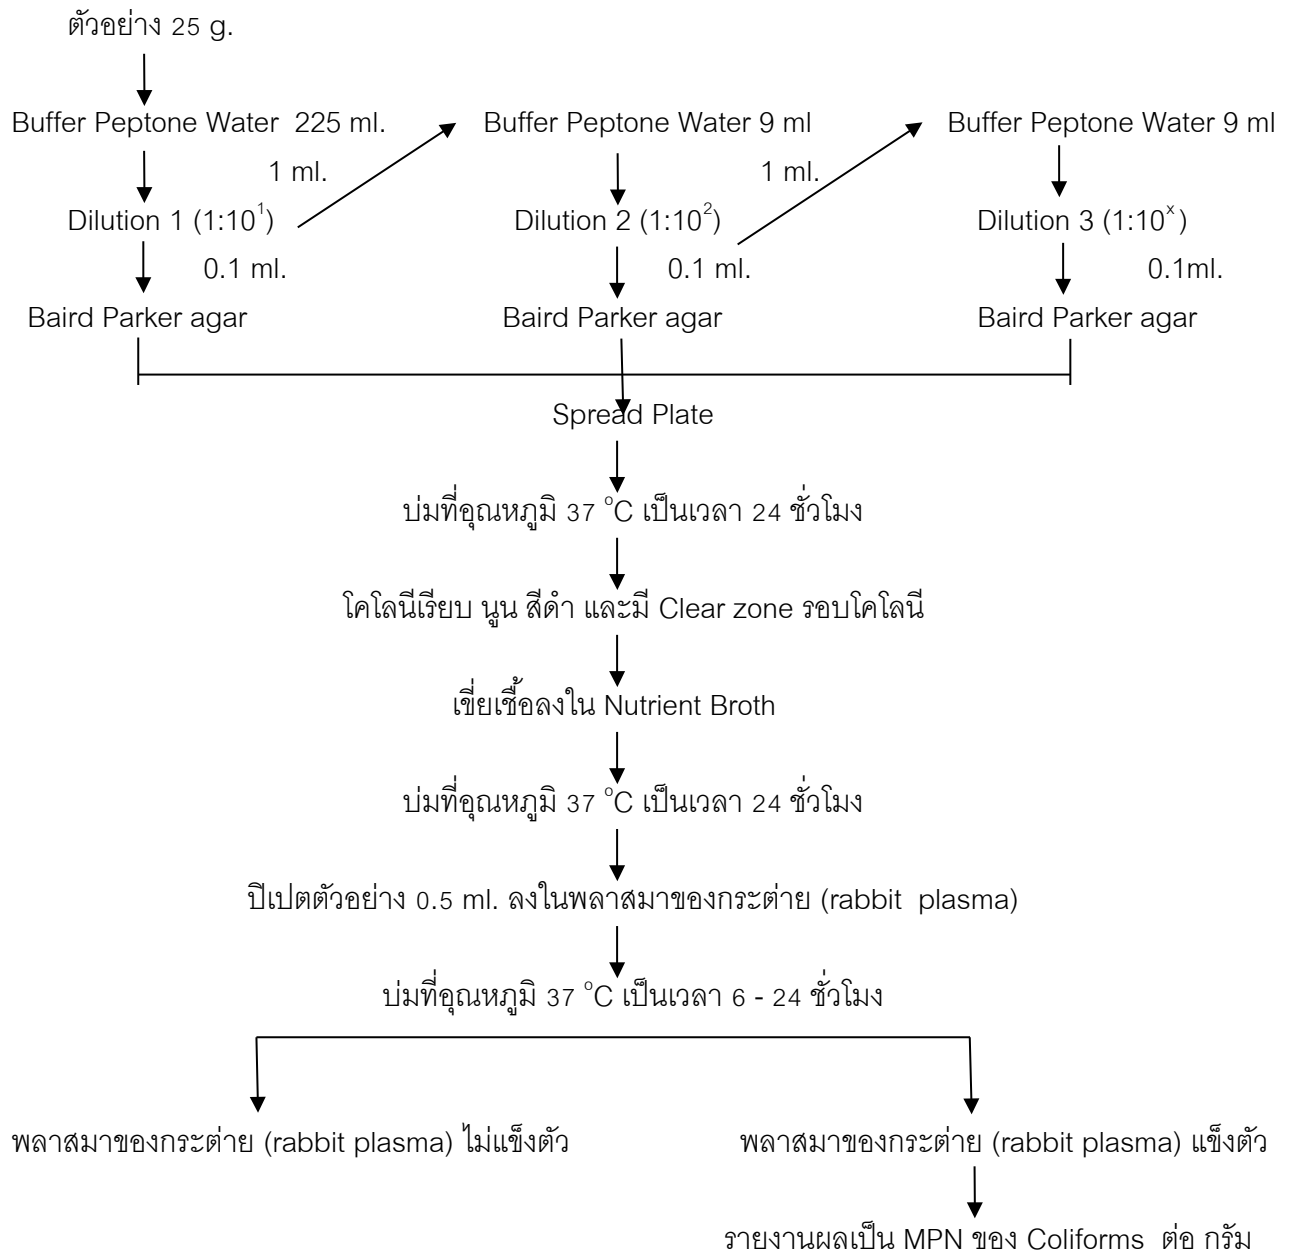 ตัวอย่าง 25 g.
Buffer Peptone Water 225 ml. Buffer Peptone Water 9 ml Buffer Peptone Water 9 ml
1 ml. 1 ml.
Dilution 1 (1:10¹) Dilution 2 (1:10²) Dilution 3 (1:10ˣ)
0.1 ml. 0.1 ml. 0.1ml.
Baird Parker agar Baird Parker agar Baird Parker agar
Spread Plate
บ่มที่อุณหภูมิ 37 °C เป็นเวลา 24 ชั่วโมง
โคโลนีเรียบ นูน สีดำ และมี Clear zone รอบโคโลนี
เขี่ยเชื้อลงใน Nutrient Broth
บ่มที่อุณหภูมิ 37 °C เป็นเวลา 24 ชั่วโมง
ปิเปตตัวอย่าง 0.5 ml. ลงในพลาสมาของกระต่าย (rabbit plasma)
บ่มที่อุณหภูมิ 37 °C เป็นเวลา 6 - 24 ชั่วโมง
พลาสมาของกระต่าย (rabbit plasma) ไม่แข็งตัว พลาสมาของกระต่าย (rabbit plasma) แข็งตัว
รายงานผลเป็น MPN ของ Coliforms ต่อ กรัม